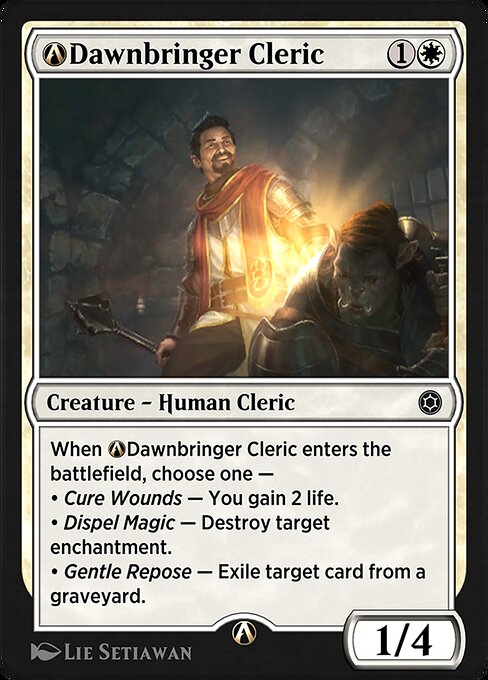 Dawnbringer Cleric 1
Creature – Human Cleric
When Dawnbringer Cleric enters the
battlefield, choose one —
• Cure Wounds — You gain 2 life.
• Dispel Magic — Destroy target
enchantment.
• Gentle Repose — Exile target card from a
graveyard.
1/4
Lie Setiawan